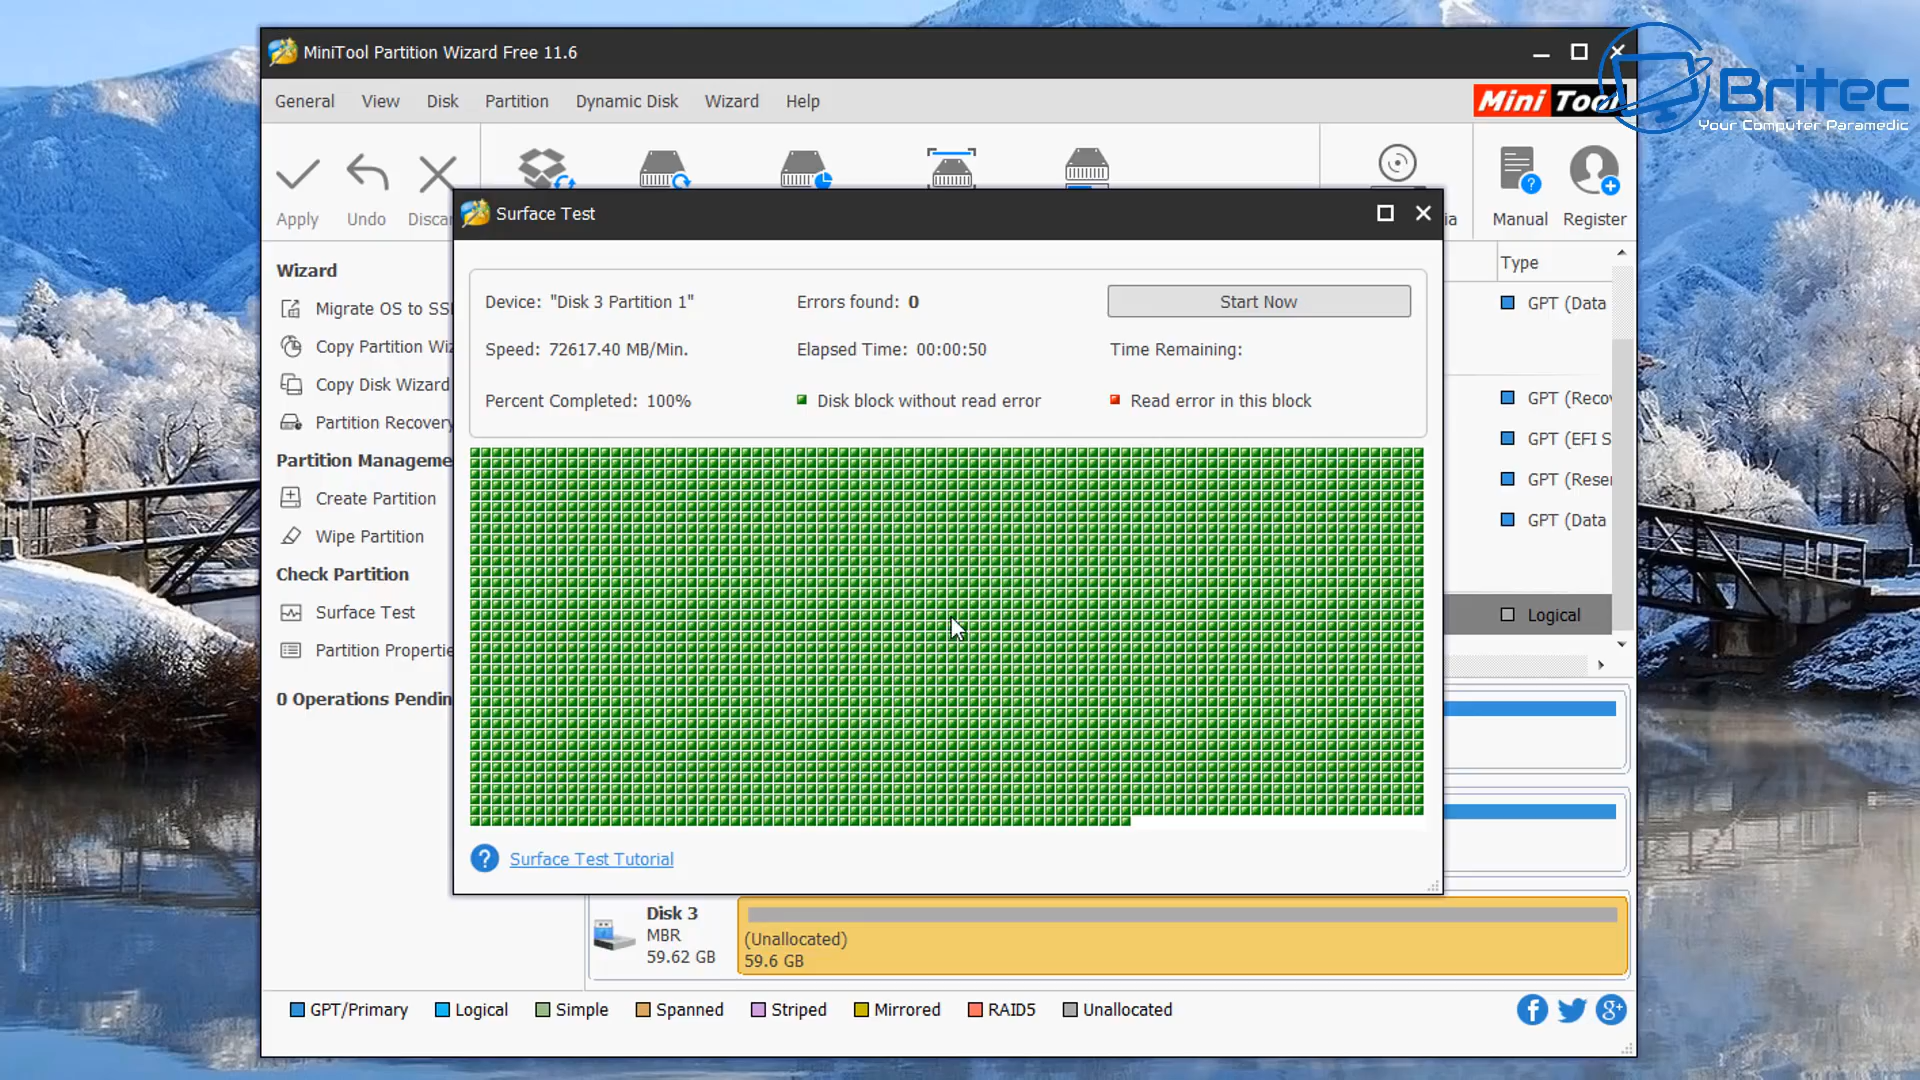 MiniTool Partition Wizard Free 11.6
General View Disk Partition Dynamic Disk Wizard Help
Mini Tool
Britec
Your Computer Paramedic
Apply Undo Discar
Manual Register
Surface Test
Wizard
Migrate OS to SS
Copy Partition Wiz
Copy Disk Wizard
Partition Recovery
Partition Manageme
Create Partition
Wipe Partition
Check Partition
Surface Test
Partition Propertie
0 Operations Pendin
Device: "Disk 3 Partition 1" Errors found: 0 Start Now
Speed: 72617.40 MB/Min. Elapsed Time: 00:00:50 Time Remaining:
Percent Completed: 100% Disk block without read error Read error in this block
Surface Test Tutorial
ia
Type
GPT (Data
GPT (Recov
GPT (EFI S
GPT (Reser
GPT (Data
Logical
Disk 3
MBR
59.62 GB
(Unallocated)
59.6 GB
GPT/Primary Logical Simple Spanned Striped Mirrored RAID5 Unallocated